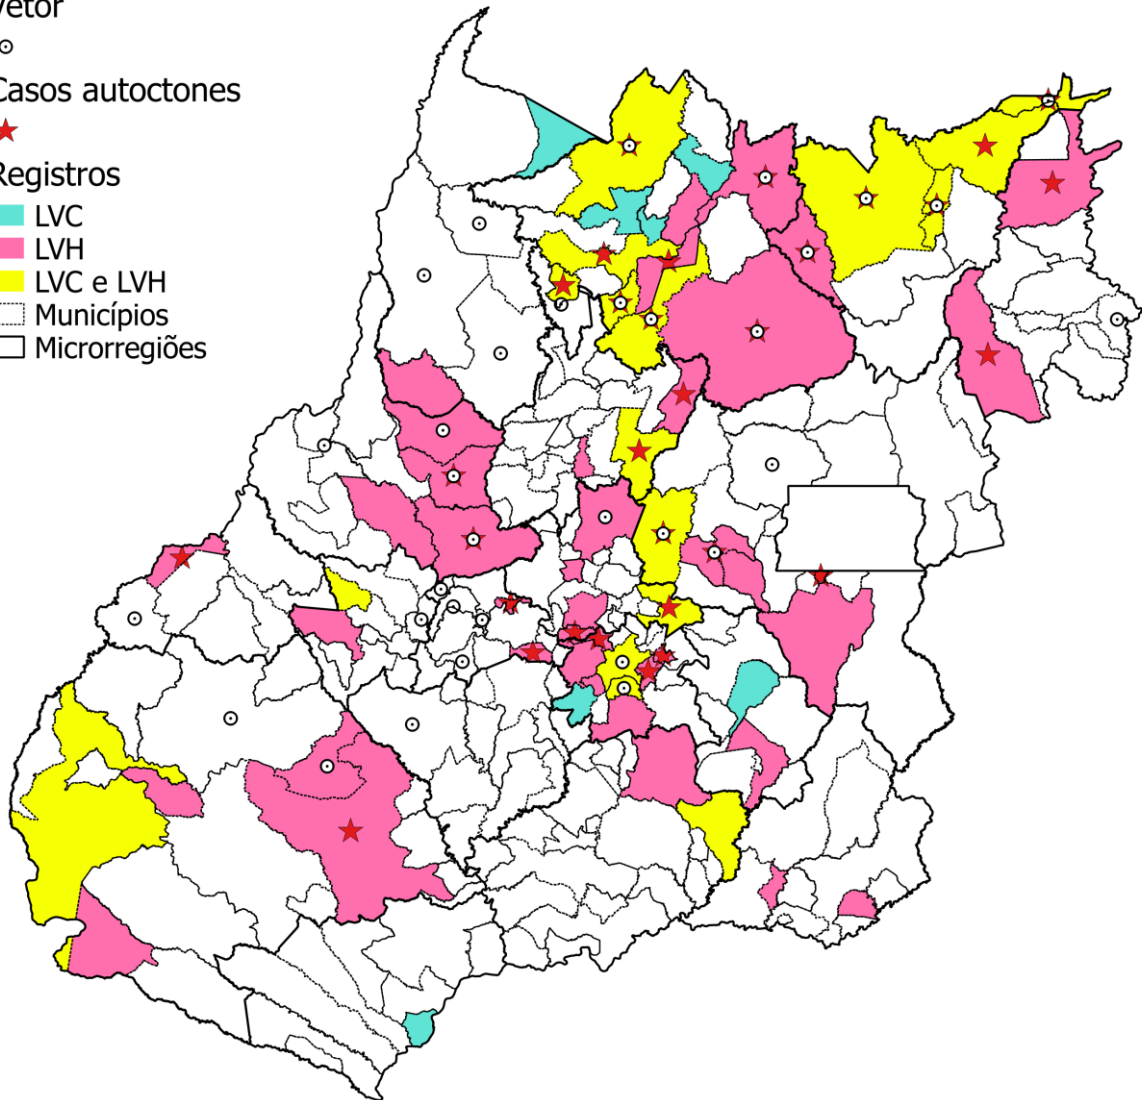 Vetor
Casos autoctones
Registros
LVC
LVH
LVC e LVH
Municípios
Microrregiões